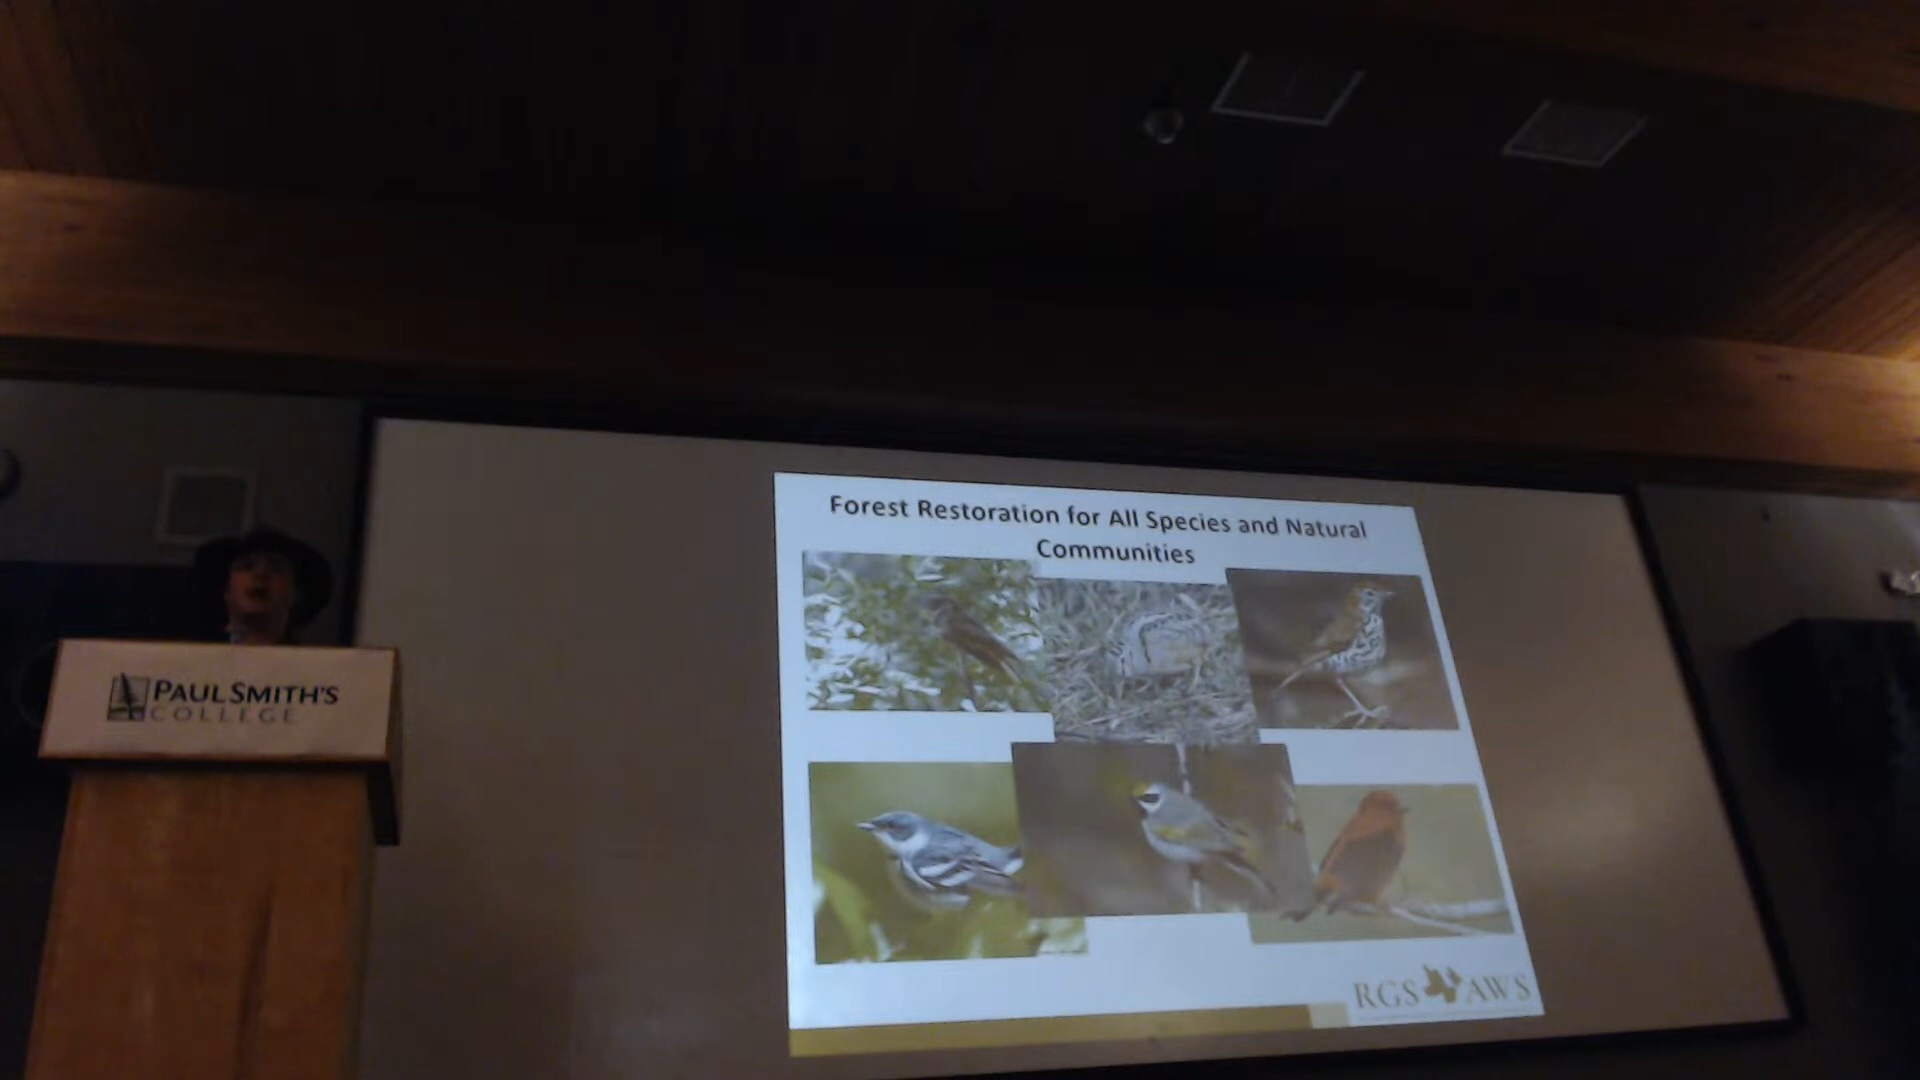 Forest Restoration for All Species and Natural
Communities
PAUL SMITH'S
COLLEGE
RGS AWS